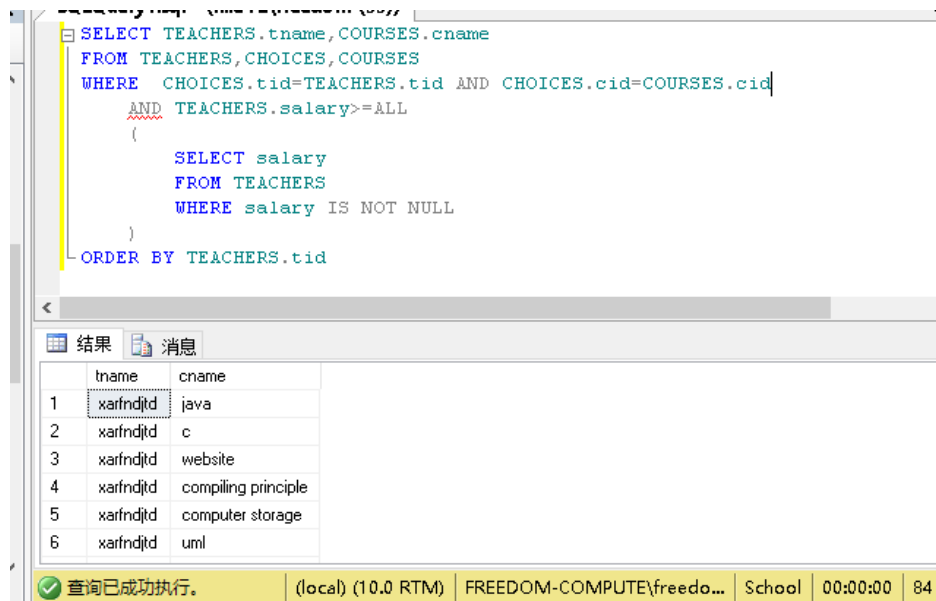 SELECT TEACHERS.tname,COURSES.cname
FROM TEACHERS,CHOICES,COURSES
WHERE CHOICES.tid=TEACHERS.tid AND CHOICES.cid=COURSES.cid
AND TEACHERS.salary>=ALL
(
SELECT salary
FROM TEACHERS
WHERE salary IS NOT NULL
)
ORDER BY TEACHERS.tid
结果 消息
tname cname
1 xarfndjtd java
2 xarfndjtd c
3 xarfndjtd website
4 xarfndjtd compiling principle
5 xarfndjtd computer storage
6 xarfndjtd uml
查询已成功执行。 (local) (10.0 RTM) FREEDOM-COMPUTE\freedo... School 00:00:00 84